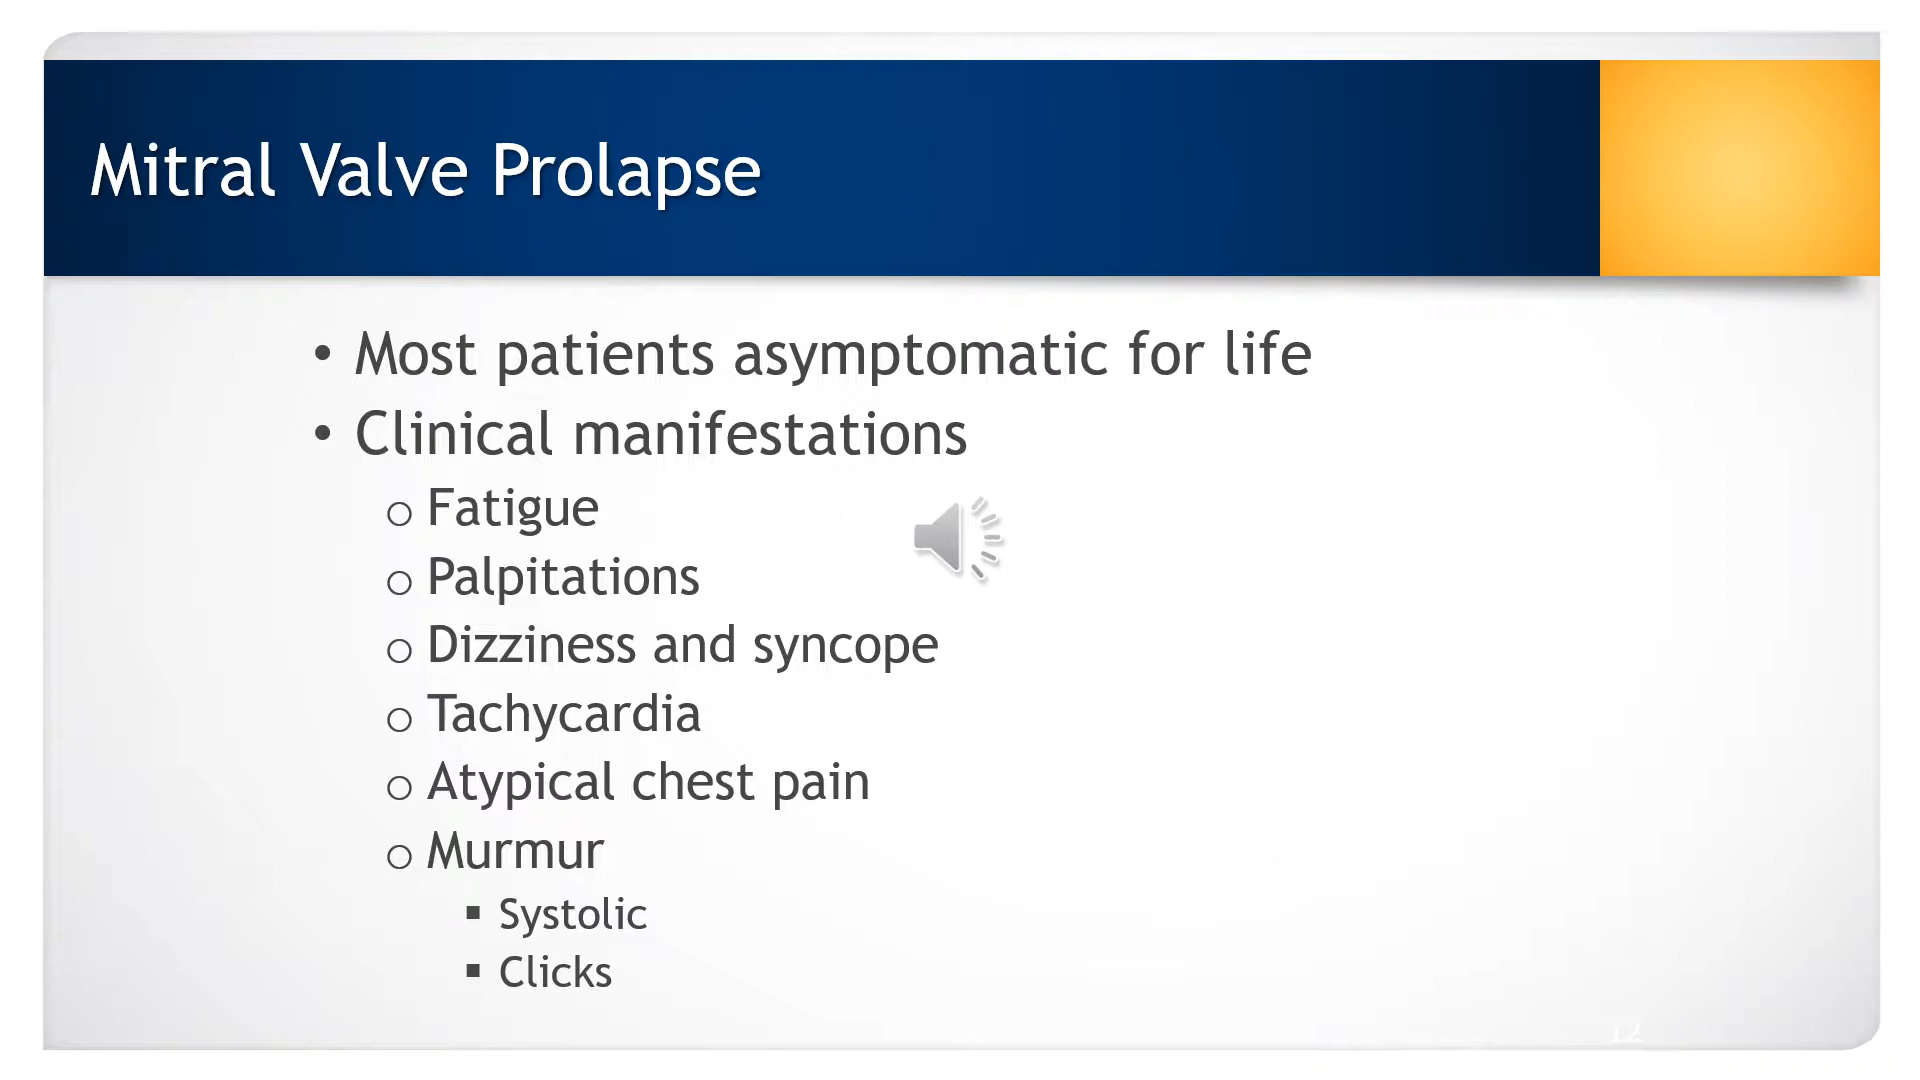 Mitral Valve Prolapse
• Most patients asymptomatic for life
• Clinical manifestations
o Fatigue
o Palpitations
o Dizziness and syncope
o Tachycardia
o Atypical chest pain
o Murmur
▪ Systolic
▪ Clicks